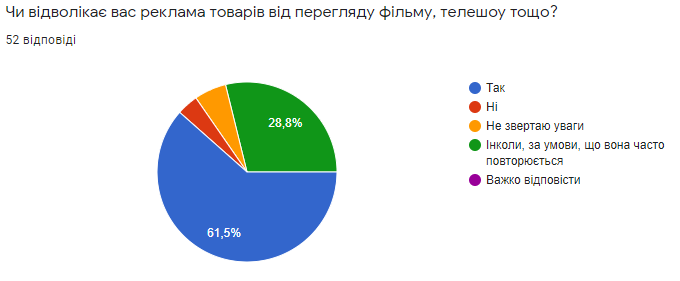 Чи відволікає вас реклама товарів від перегляду фільму, телешоу тощо?
52 відповіді
28,8%
61,5%
Так
Ні
Не звертаю уваги
Інколи, за умови, що вона часто
повторюється
Важко відповісти